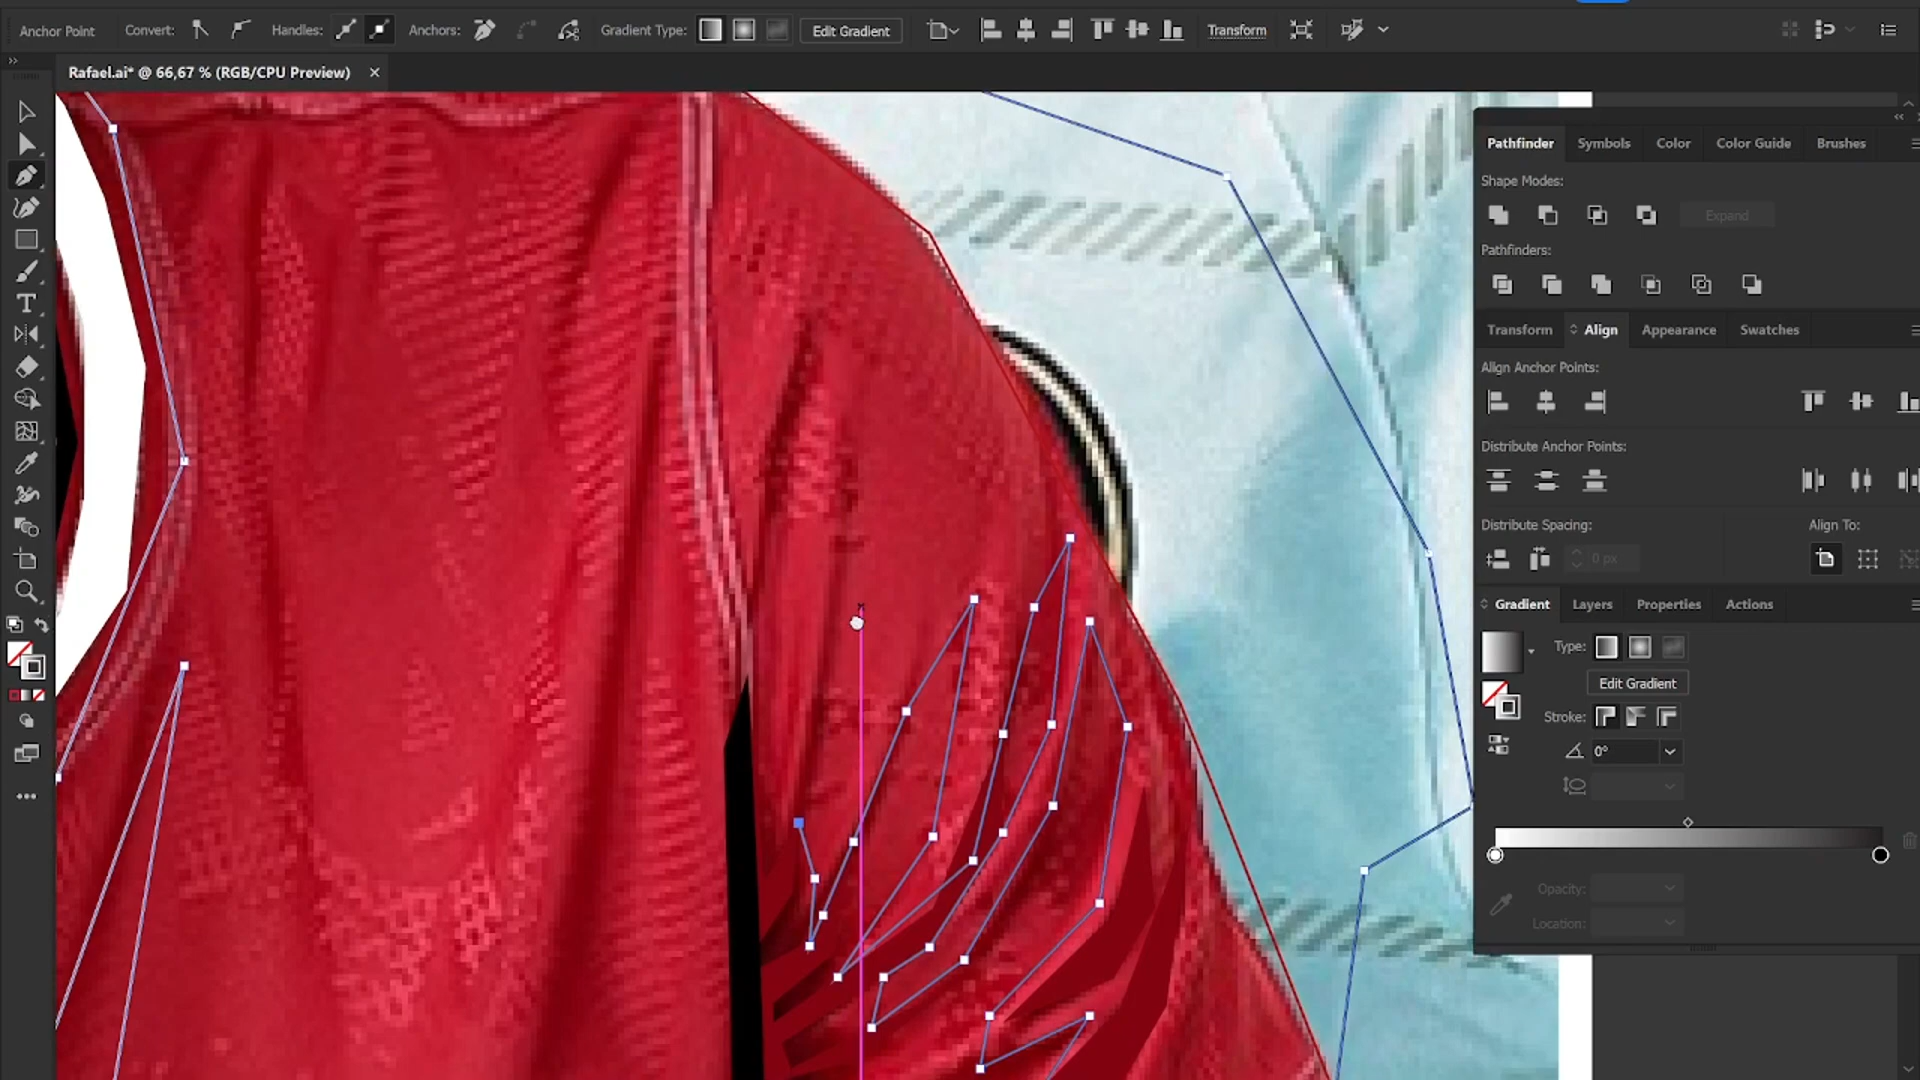 Anchor Point Convert: Handles: Anchors: Gradient Type: Edit Gradient Transform
Rafael.ai* @ 66,67 % (RGB/CPU Preview) ×
Pathfinder Symbols Color Color Guide Brushes
Shape Modes:
Expand
Pathfinders:
Transform Align Appearance Swatches
Align Anchor Points:
Distribute Anchor Points:
Distribute Spacing: Align To:
0 px
Gradient Layers Properties Actions
Type:
Edit Gradient
Stroke:
0°
Opacity:
Location: